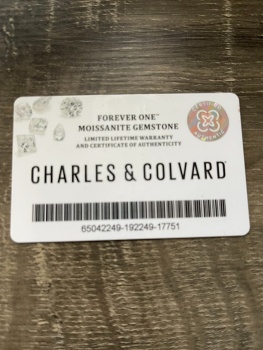 FOREVER ONE™
MOISSANITE GEMSTONE
LIMITED LIFETIME WARRANTY
AND CERTIFICATE OF AUTHENTICITY
CHARLES & COLVARD
65042249-192249-17751